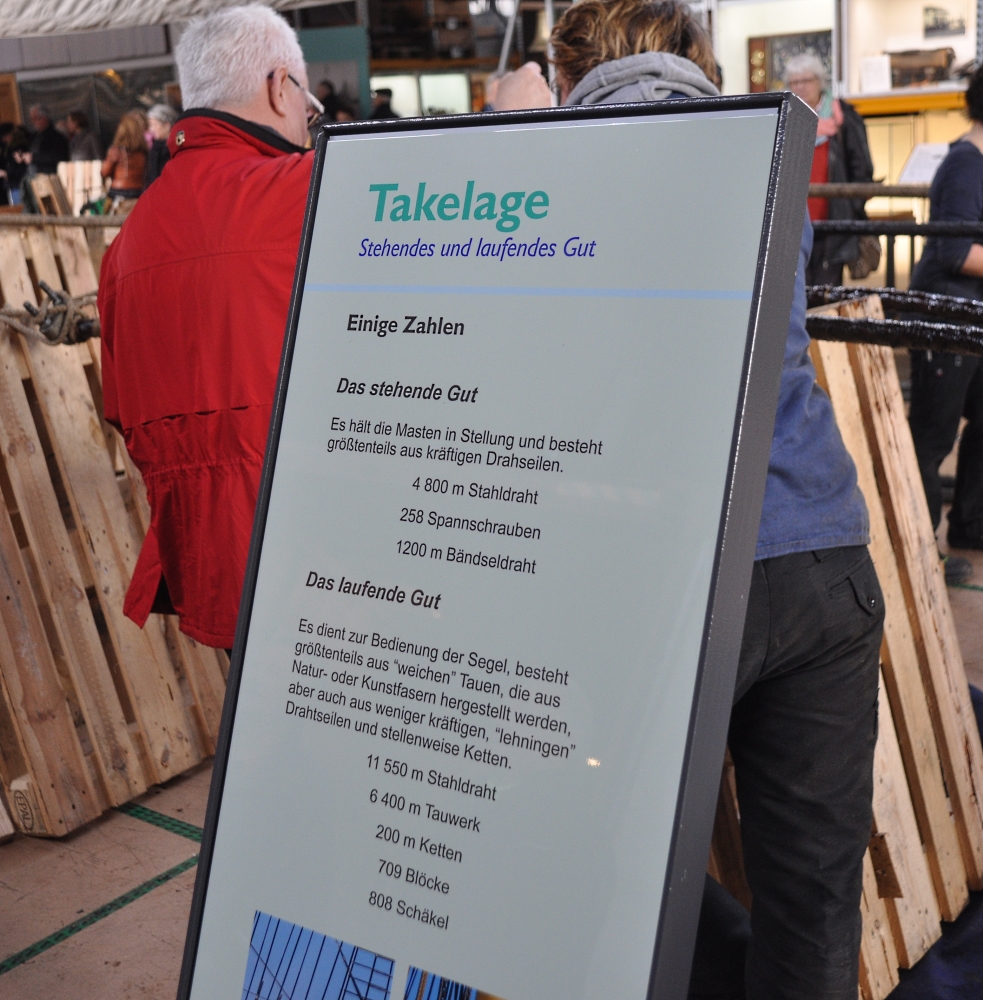 Takelage
Stehendes und laufendes Gut
Einige Zahlen
Das stehende Gut
Es hält die Masten in Stellung und besteht
größtenteils aus kräftigen Drahseilen.
4 800 m Stahldraht
258 Spannschrauben
1200 m Bändseldraht
Das laufende Gut
Es dient zur Bedienung der Segel, besteht
größtenteils aus “weichen” Tauen, die aus
Natur- oder Kunstfasern hergestellt werden,
aber auch aus weniger kräftigen, “lehningen”
Drahtseilen und stellenweise Ketten.
11 550 m Stahldraht
6 400 m Tauwerk
200 m Ketten
709 Blöcke
808 Schäkel
EPAL